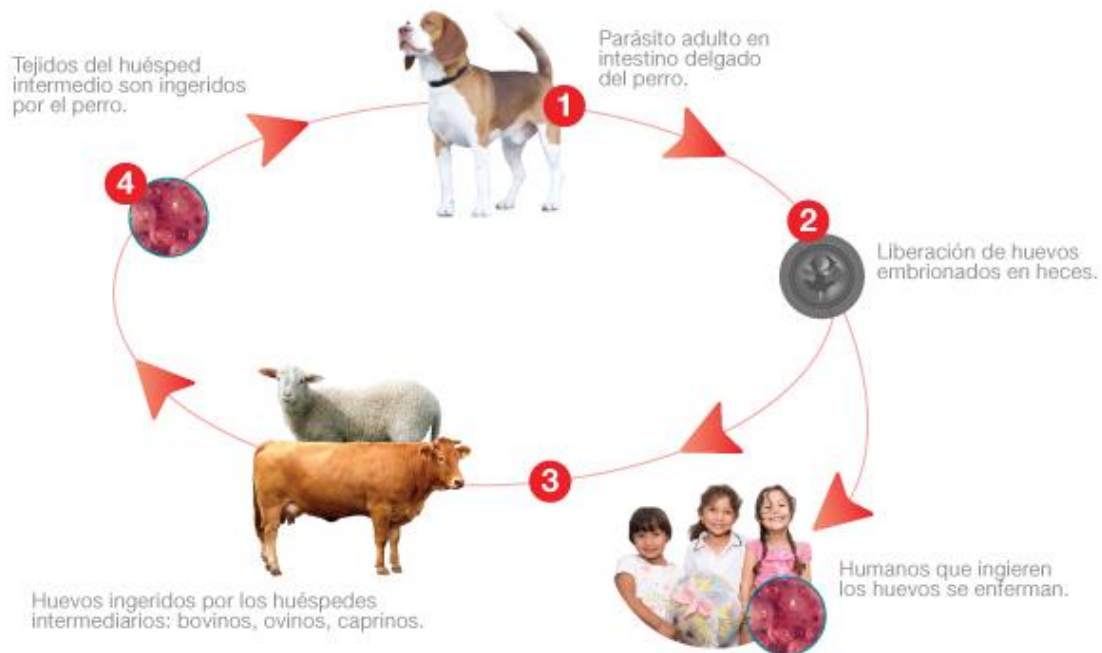 1
Parásito adulto en
intestino delgado
del perro.
2
Liberación de huevos
embrionados en heces.
3
Huevos ingeridos por los huéspedes
intermediarios: bovinos, ovinos, caprinos.
Humanos que ingieren
los huevos se enferman.
4
Tejidos del huésped
intermedio son ingeridos
por el perro.